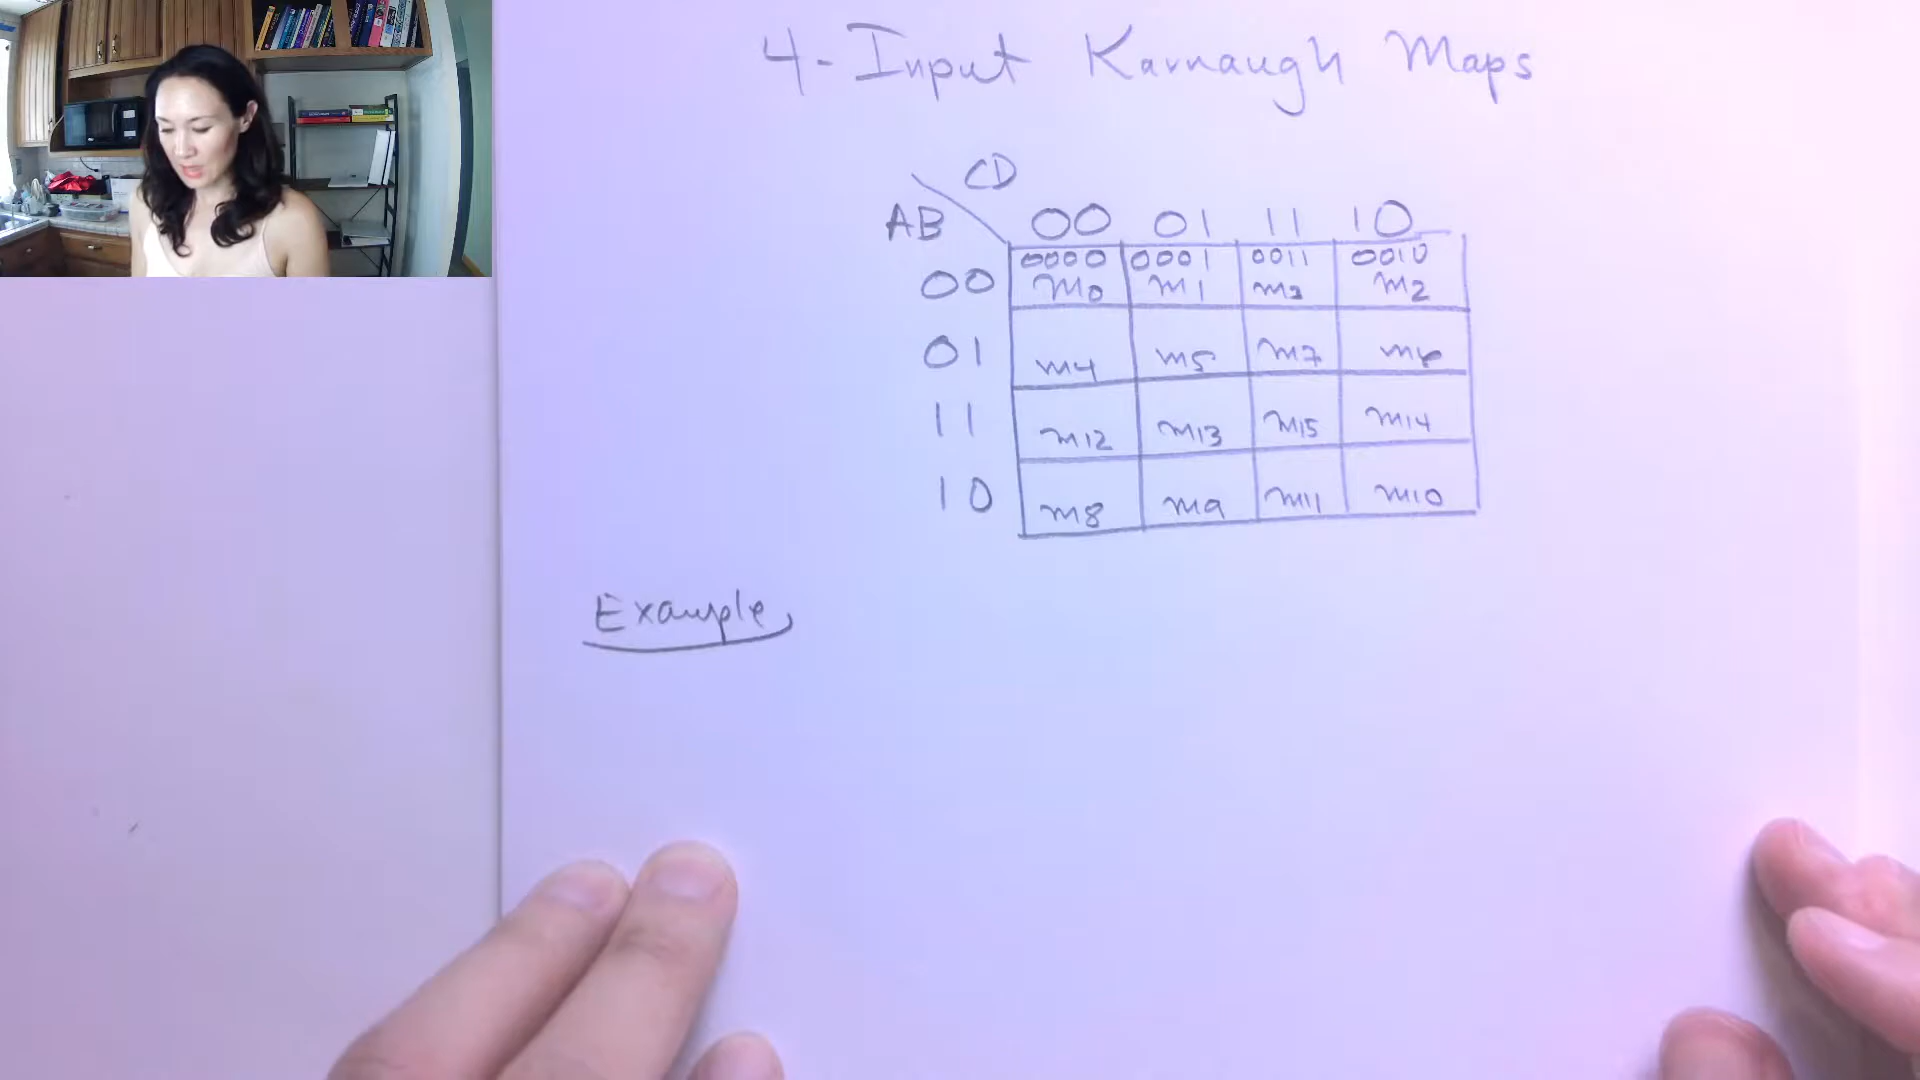 4-Input Karnaugh Maps
CD
AB 00 01 11 10
0000 0001 0011 0010
00 m0 m1 m3 m2
01 m4 m5 m7 m6
11 m12 m13 m15 m14
10 m8 m9 m11 m10
Example